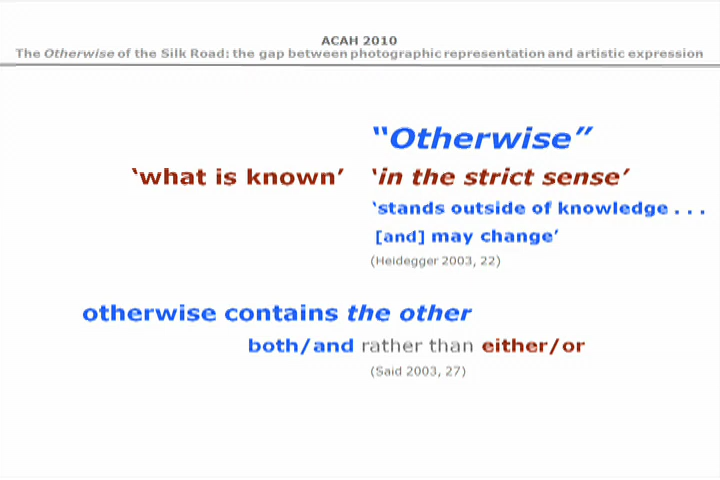 ACAH 2010
The Otherwise of the Silk Road: the gap between photographic representation and artistic expression
“Otherwise”
‘what is known’ ‘in the strict sense’
‘stands outside of knowledge . . .
[and] may change’
(Heidegger 2003, 22)
otherwise contains the other
both/and rather than either/or
(Said 2003, 27)